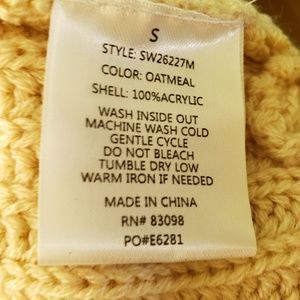 S
STYLE: SW26227M
COLOR: OATMEAL
SHELL: 100%ACRYLIC
WASH INSIDE OUT
MACHINE WASH COLD
GENTLE CYCLE
DO NOT BLEACH
TUMBLE DRY LOW
WARM IRON IF NEEDED
MADE IN CHINA
RN# 83098
PO#E6281